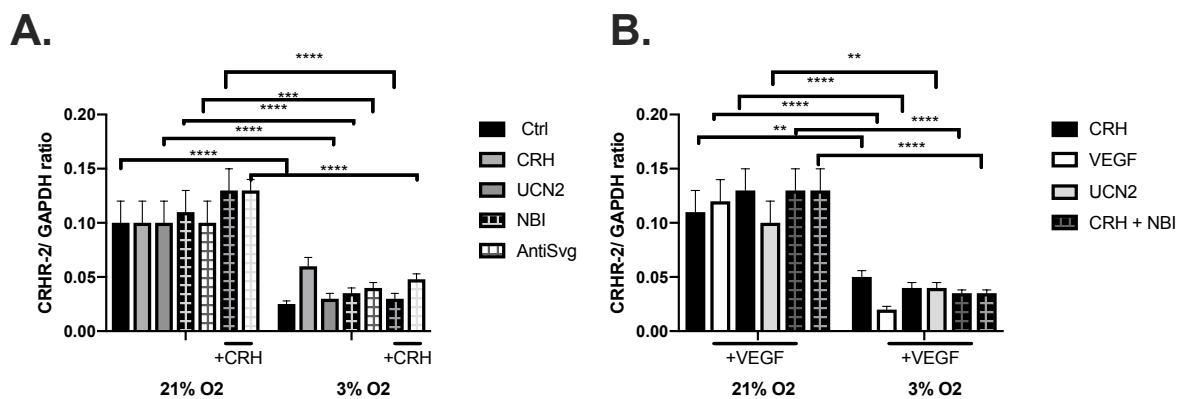 A.
****
***
****
****
****
****
0.20
0.15
0.10
0.05
0.00
CRHR-2/ GAPDH ratio
+CRH
+CRH
21% O2
3% O2
Ctrl
CRH
UCN2
NBI
AntiSvg
B.
**
****
****
****
**
****
0.20
0.15
0.10
0.05
0.00
CRHR-2/ GAPDH ratio
+VEGF
+VEGF
21% O2
3% O2
CRH
VEGF
UCN2
CRH + NBI